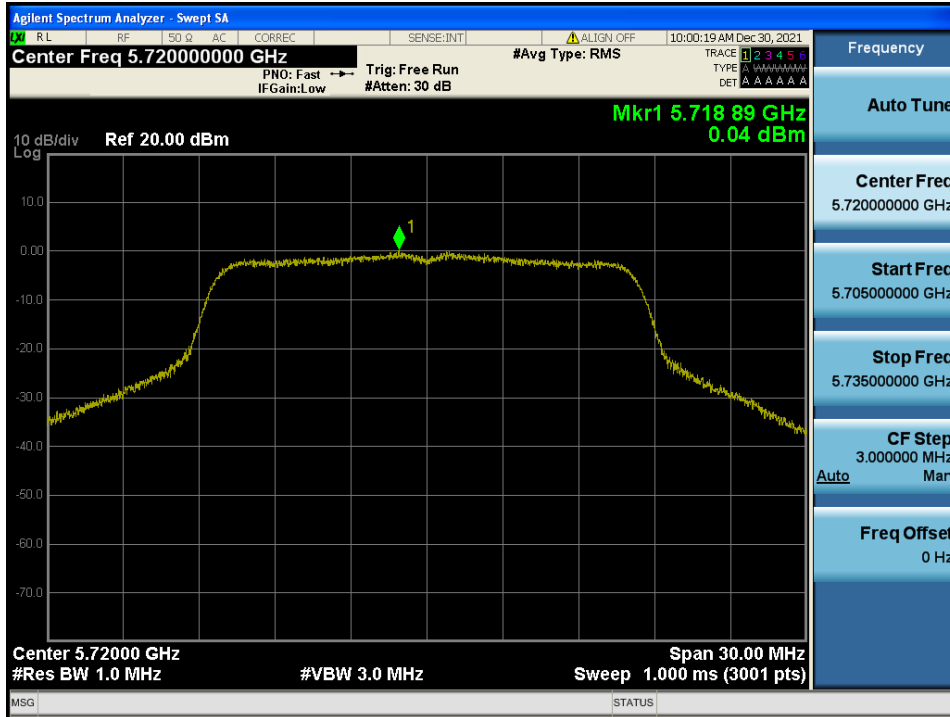 Agilent Spectrum Analyzer - Swept SA
LXI RL RF 50 Ω AC CORREC SENSE:INT ALIGN OFF 10:00:19 AM Dec 30, 2021
Center Freq 5.720000000 GHz
PNO: Fast
IFGain:Low
Trig: Free Run
#Atten: 30 dB
#Avg Type: RMS
TRACE 1 2 3 4 5 6
TYPE A WWWWW
DET A A A A A A
Frequency
Auto Tune
Center Freq
5.720000000 GHz
Start Freq
5.705000000 GHz
Stop Freq
5.735000000 GHz
CF Step
3.000000 MHz
Auto Man
Freq Offset
0 Hz
Mkr1 5.718 89 GHz
0.04 dBm
10 dB/div Ref 20.00 dBm
Log
10.0
0.00
-10.0
-20.0
-30.0
-40.0
-50.0
-60.0
-70.0
1
Center 5.72000 GHz Span 30.00 MHz
#Res BW 1.0 MHz #VBW 3.0 MHz Sweep 1.000 ms (3001 pts)
MSG STATUS